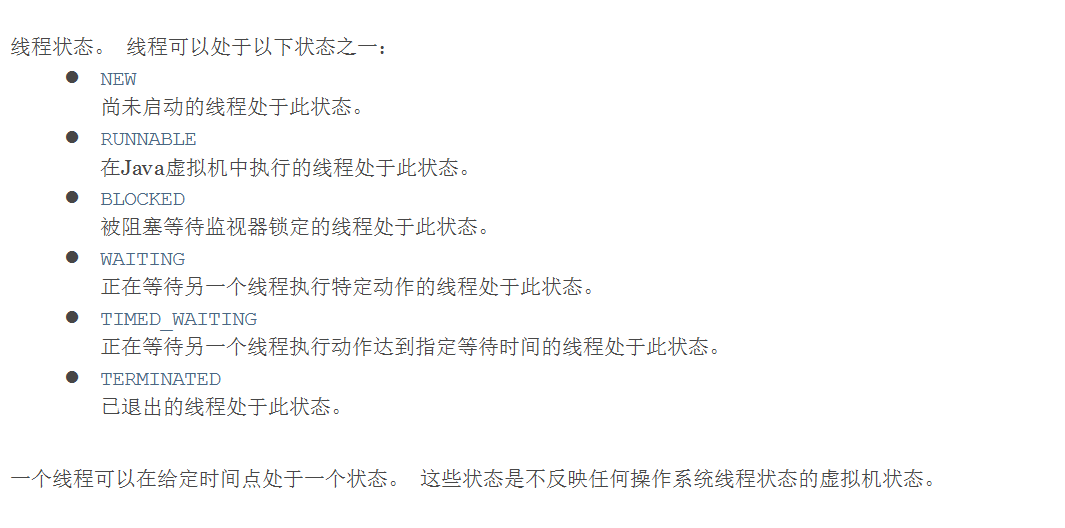 线程状态。 线程可以处于以下状态之一：
● NEW
尚未启动的线程处于此状态。
● RUNNABLE
在Java虚拟机中执行的线程处于此状态。
● BLOCKED
被阻塞等待监视器锁定的线程处于此状态。
● WAITING
正在等待另一个线程执行特定动作的线程处于此状态。
● TIMED_WAITING
正在等待另一个线程执行动作达到指定等待时间的线程处于此状态。
● TERMINATED
已退出的线程处于此状态。
一个线程可以在给定时间点处于一个状态。 这些状态是不反映任何操作系统线程状态的虚拟机状态。